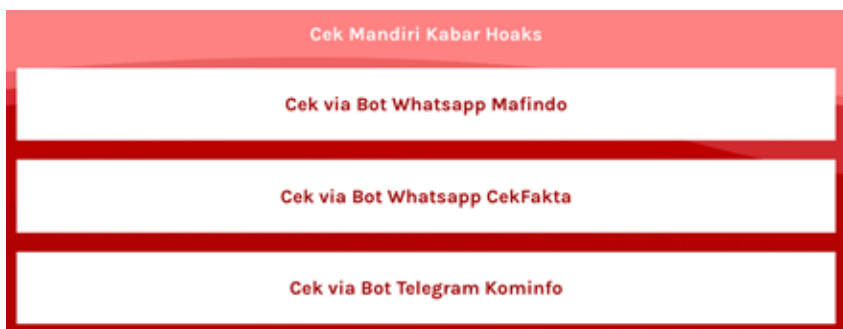 Cek Mandiri Kabar Hoaks
Cek via Bot Whatsapp Mafindo
Cek via Bot Whatsapp CekFakta
Cek via Bot Telegram Kominfo